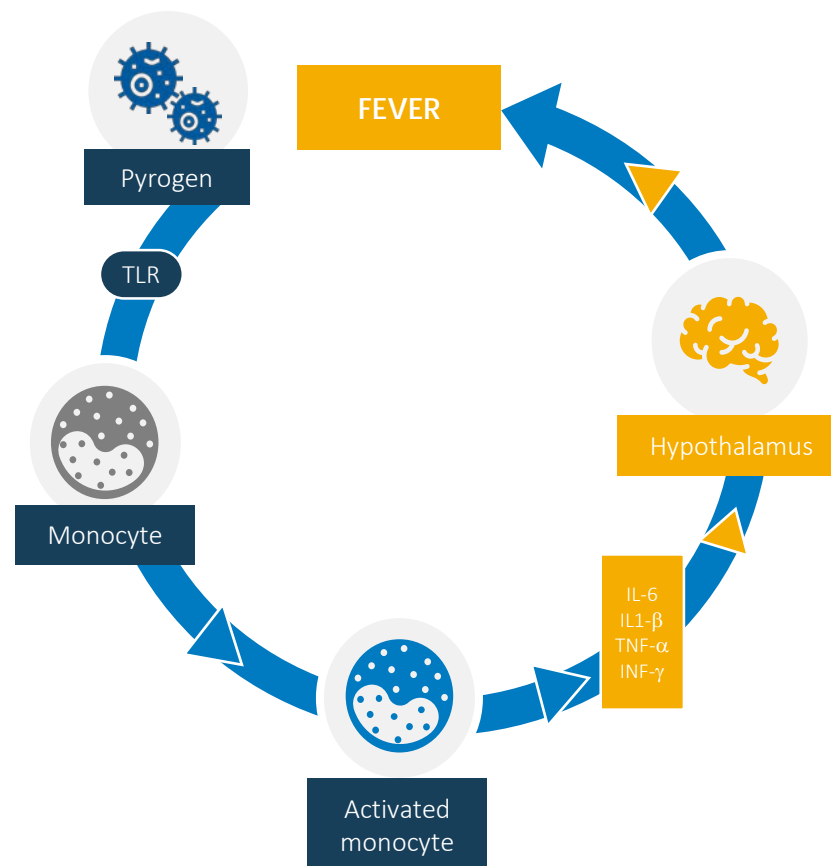 FEVER
Pyrogen
TLR
Monocyte
Activated
monocyte
IL-6
IL1-β
TNF-α
INF-γ
Hypothalamus